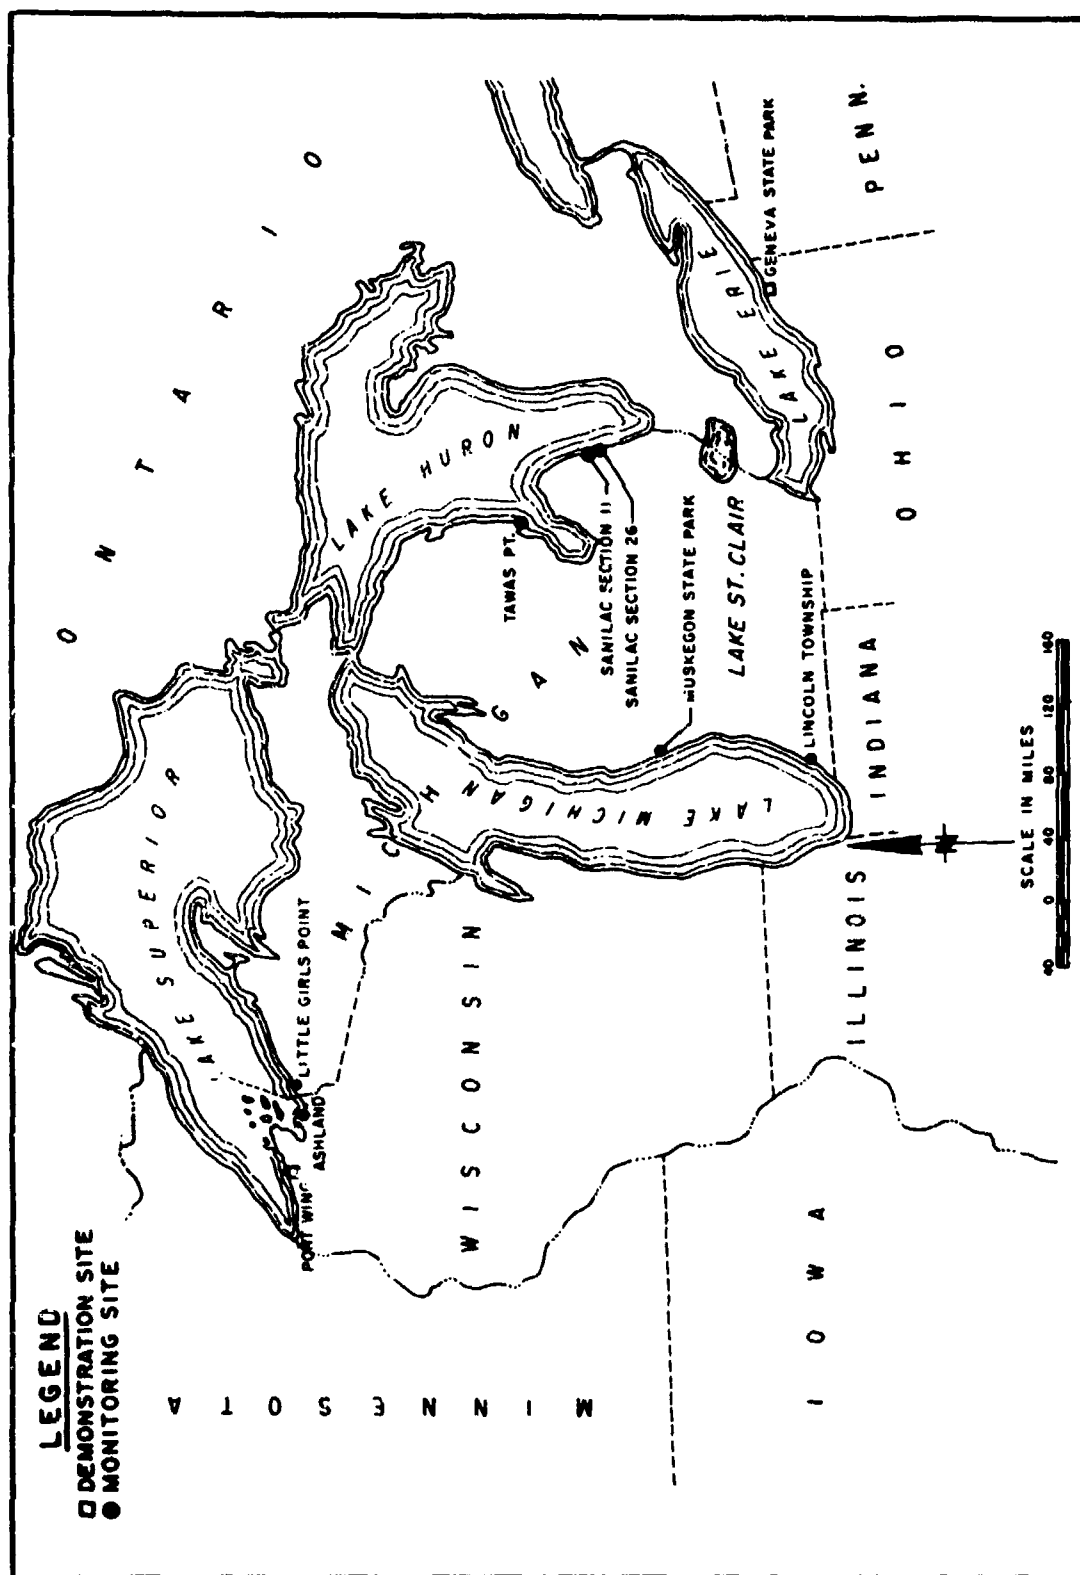 LEGEND
□ DEMONSTRATION SITE
● MONITORING SITE
ONTARIO
MINNESOTA
LAKE SUPERIOR
PORT WING
ASHLAND
LITTLE GIRLS POINT
MICHIGAN
WISCONSIN
LAKE HURON
LAKE MICHIGAN
TAWAS PT.
SANILAC SECTION 11
SANILAC SECTION 26
MUSKEGON STATE PARK
LAKE ST. CLAIR
LINCOLN TOWNSHIP
LAKE ERIE
GENEVA STATE PARK
IOWA
ILLINOIS
INDIANA
OHIO
PENN.
SCALE IN MILES
40 0 40 80 120 160